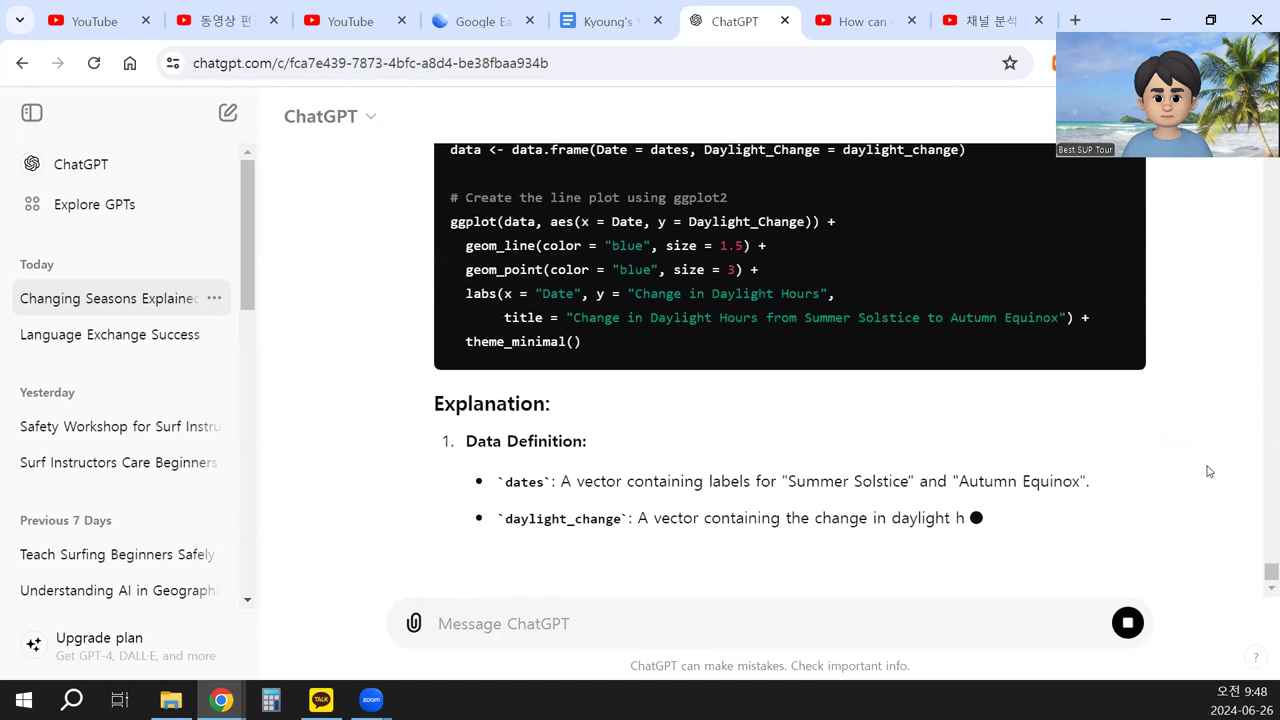 YouTube
동영상 편
YouTube
Google Ea
Kyoung's
ChatGPT
How can
채널 분석
chatgpt.com/c/fca7e439-7873-4bfc-a8d4-be38fbaa934b
Best SUP Tour
ChatGPT
ChatGPT
Explore GPTs
Today
Changing Seasons Explained
Language Exchange Success
Yesterday
Safety Workshop for Surf Instru
Surf Instructors Care Beginners
Previous 7 Days
Teach Surfing Beginners Safely
Understanding AI in Geographi
Upgrade plan
Get GPT-4, DALL·E, and more
data <- data.frame(Date = dates, Daylight_Change = daylight_change)
# Create the line plot using ggplot2
ggplot(data, aes(x = Date, y = Daylight_Change)) +
geom_line(color = "blue", size = 1.5) +
geom_point(color = "blue", size = 3) +
labs(x = "Date", y = "Change in Daylight Hours",
title = "Change in Daylight Hours from Summer Solstice to Autumn Equinox") +
theme_minimal()
Explanation:
1. Data Definition:
• `dates`: A vector containing labels for "Summer Solstice" and "Autumn Equinox".
• `daylight_change`: A vector containing the change in daylight h
Message ChatGPT
ChatGPT can make mistakes. Check important info.
?
TALK
zoom
오전 9:48
2024-06-26